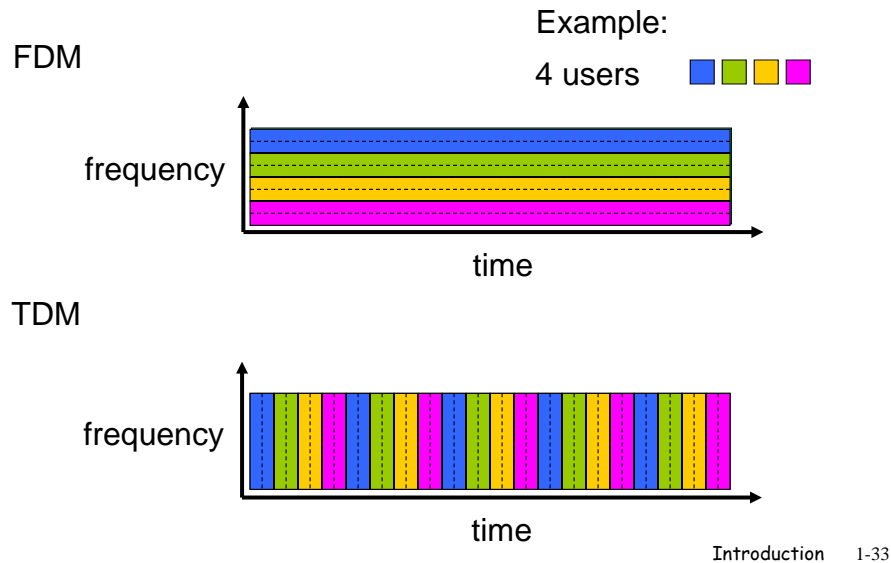 Example:
FDM
4 users
frequency
time
TDM
frequency
time
Introduction 1-33